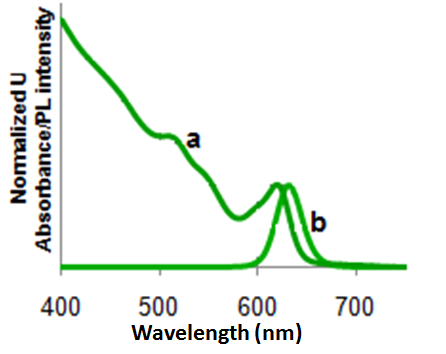 Normalized U
Absorbance/PL intensity
a
b
400 500 600 700
Wavelength (nm)